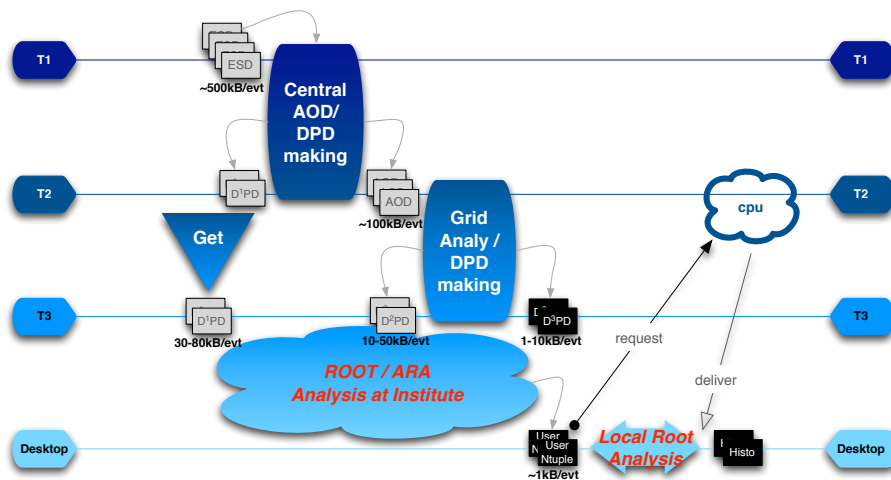 T1
ESD
ESD
~500kB/evt
Central
AOD/
DPD
making
T1
T2
D¹PD
AOD
~100kB/evt
Grid
Analy /
DPD
making
cpu
T2
Get
T3
D¹PD
30-80kB/evt
D²PD
10-50kB/evt
D³PD
1-10kB/evt
T3
request
ROOT / ARA
Analysis at Institute
deliver
Desktop
User
User
Ntuple
~1kB/evt
Local Root
Analysis
Histo
Desktop